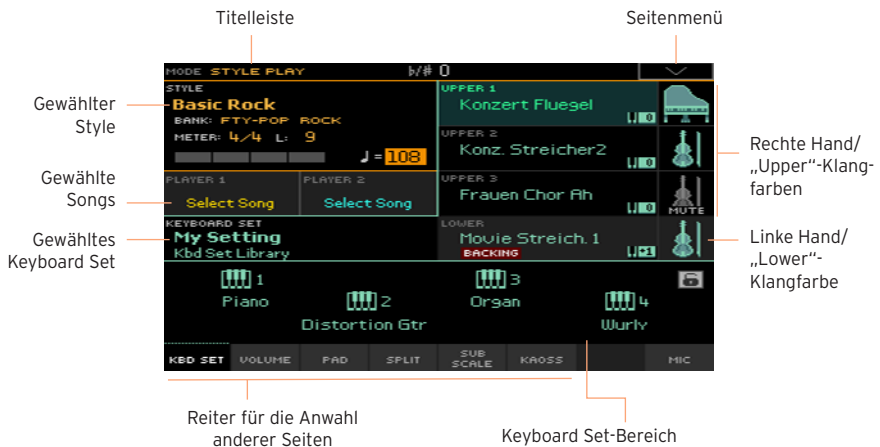 Titelleiste
Seitenmenü
MODE STYLE PLAY ♭/# 0
STYLE
Basic Rock
BANK: FTY-POP ROCK
METER: 4/4 L: 9
♩ = 108
UPPER 1
Konzert Fluegel
0
UPPER 2
Konz. Streicher2
0
UPPER 3
Frauen Chor Ah
0
MUTE
PLAYER 1
Select Song
PLAYER 2
Select Song
KEYBOARD SET
My Setting
Kbd Set Library
LOWER
Movie Streich. 1
BACKING
+1
1
Piano
2
Distortion Gtr
3
Organ
4
Wurly
KBD SET
VOLUME
PAD
SPLIT
SUB
SCALE
KAOSS
MIC
Gewählter
Style
Gewählte
Songs
Gewähltes
Keyboard Set
Rechte Hand/
„Upper“-Klang-
farben
Linke Hand/
„Lower“-
Klangfarbe
Reiter für die Anwahl
anderer Seiten
Keyboard Set-Bereich